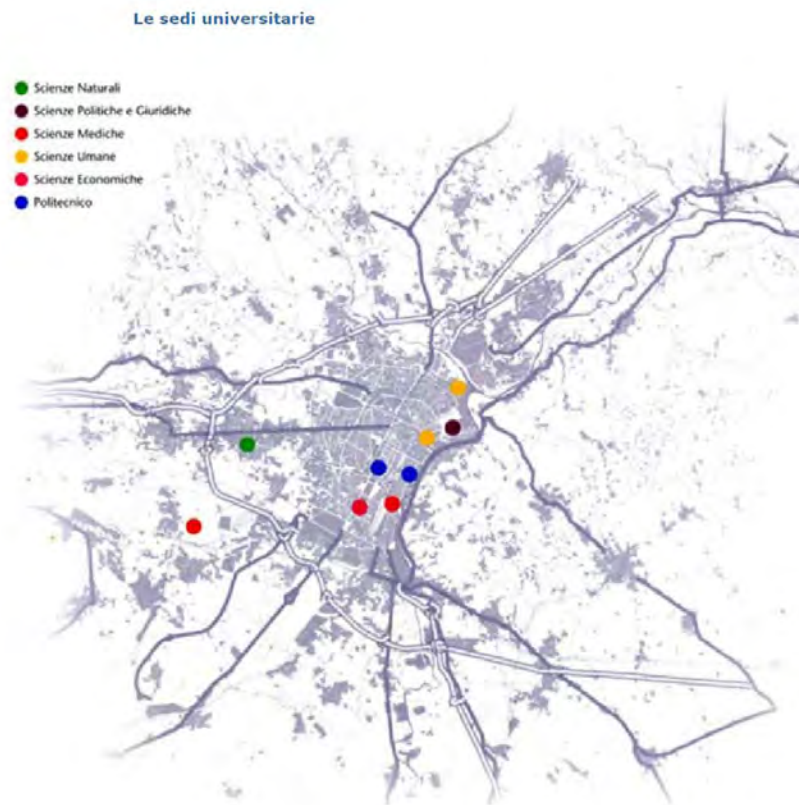 Le sedi universitarie
Scienze Naturali
Scienze Politiche e Giuridiche
Scienze Mediche
Scienze Umane
Scienze Economiche
Politecnico